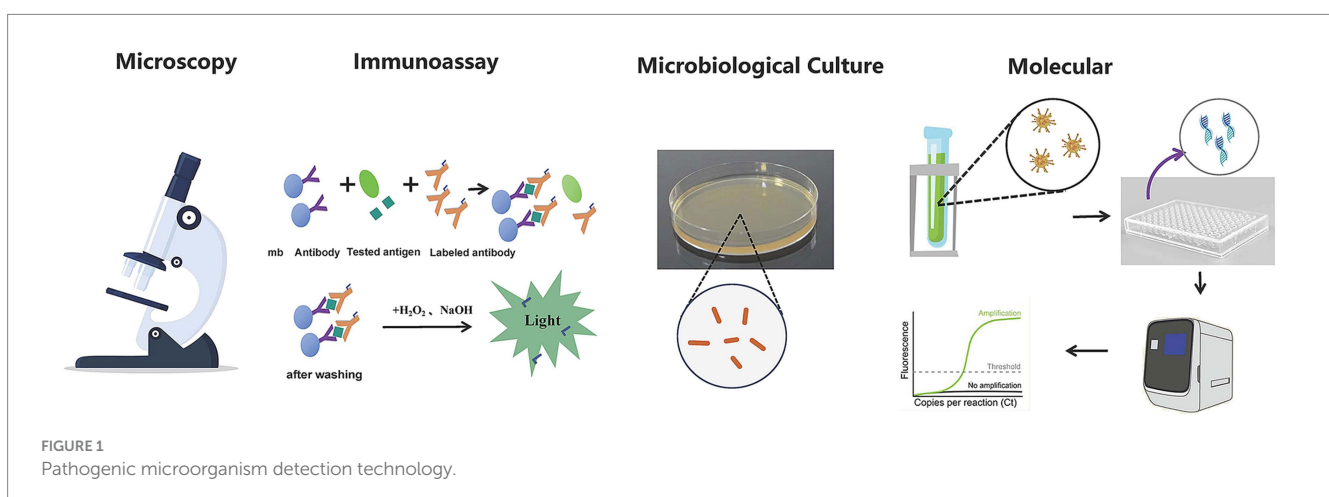 Microscopy
Immunoassay
Microbiological Culture
Molecular
+
+
mb Antibody Tested antigen Labeled antibody
+H₂O₂、NaOH
Light
after washing
Fluorescence
Amplification
Threshold
No amplification
Copies per reaction (Ct)
FIGURE 1
Pathogenic microorganism detection technology.